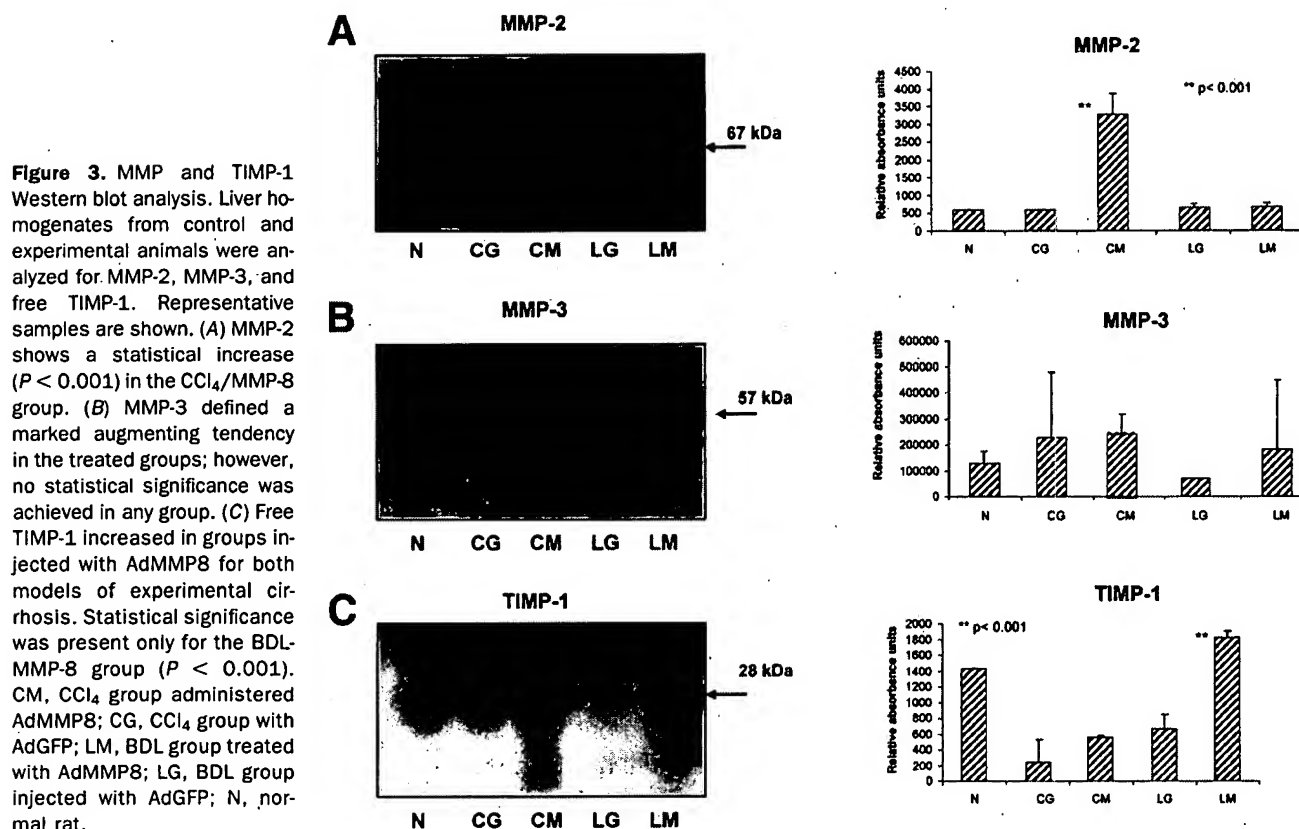 Figure 3. MMP and TIMP-1
Western blot analysis. Liver ho-
mogenates from control and
experimental animals were an-
alyzed for MMP-2, MMP-3, and
free TIMP-1. Representative
samples are shown. (A) MMP-2
shows a statistical increase
(P < 0.001) in the CCl₄/MMP-8
group. (B) MMP-3 defined a
marked augmenting tendency
in the treated groups; however,
no statistical significance was
achieved in any group. (C) Free
TIMP-1 increased in groups in-
jected with AdMMP8 for both
models of experimental cir-
rhosis. Statistical significance
was present only for the BDL-
MMP-8 group (P < 0.001).
CM, CCl₄ group administered
AdMMP8; CG, CCl₄ group with
AdGFP; LM, BDL group treated
with AdMMP8; LG, BDL group
injected with AdGFP; N, nor-
mal rat.
A
MMP-2
67 kDa
N CG CM LG LM
MMP-2
Relative absorbance units
4500
4000
3500
3000
2500
2000
1500
1000
500
0
**
** p< 0.001
N CG CM LG LM
B
MMP-3
57 kDa
N CG CM LG LM
MMP-3
Relative absorbance units
600000
500000
400000
300000
200000
100000
0
N CG CM LG LM
C
TIMP-1
28 kDa
N CG CM LG LM
TIMP-1
Relative absorbance units
2000
1800
1600
1400
1200
1000
800
600
400
200
0
** p< 0.001
**
N CG CM LG LM